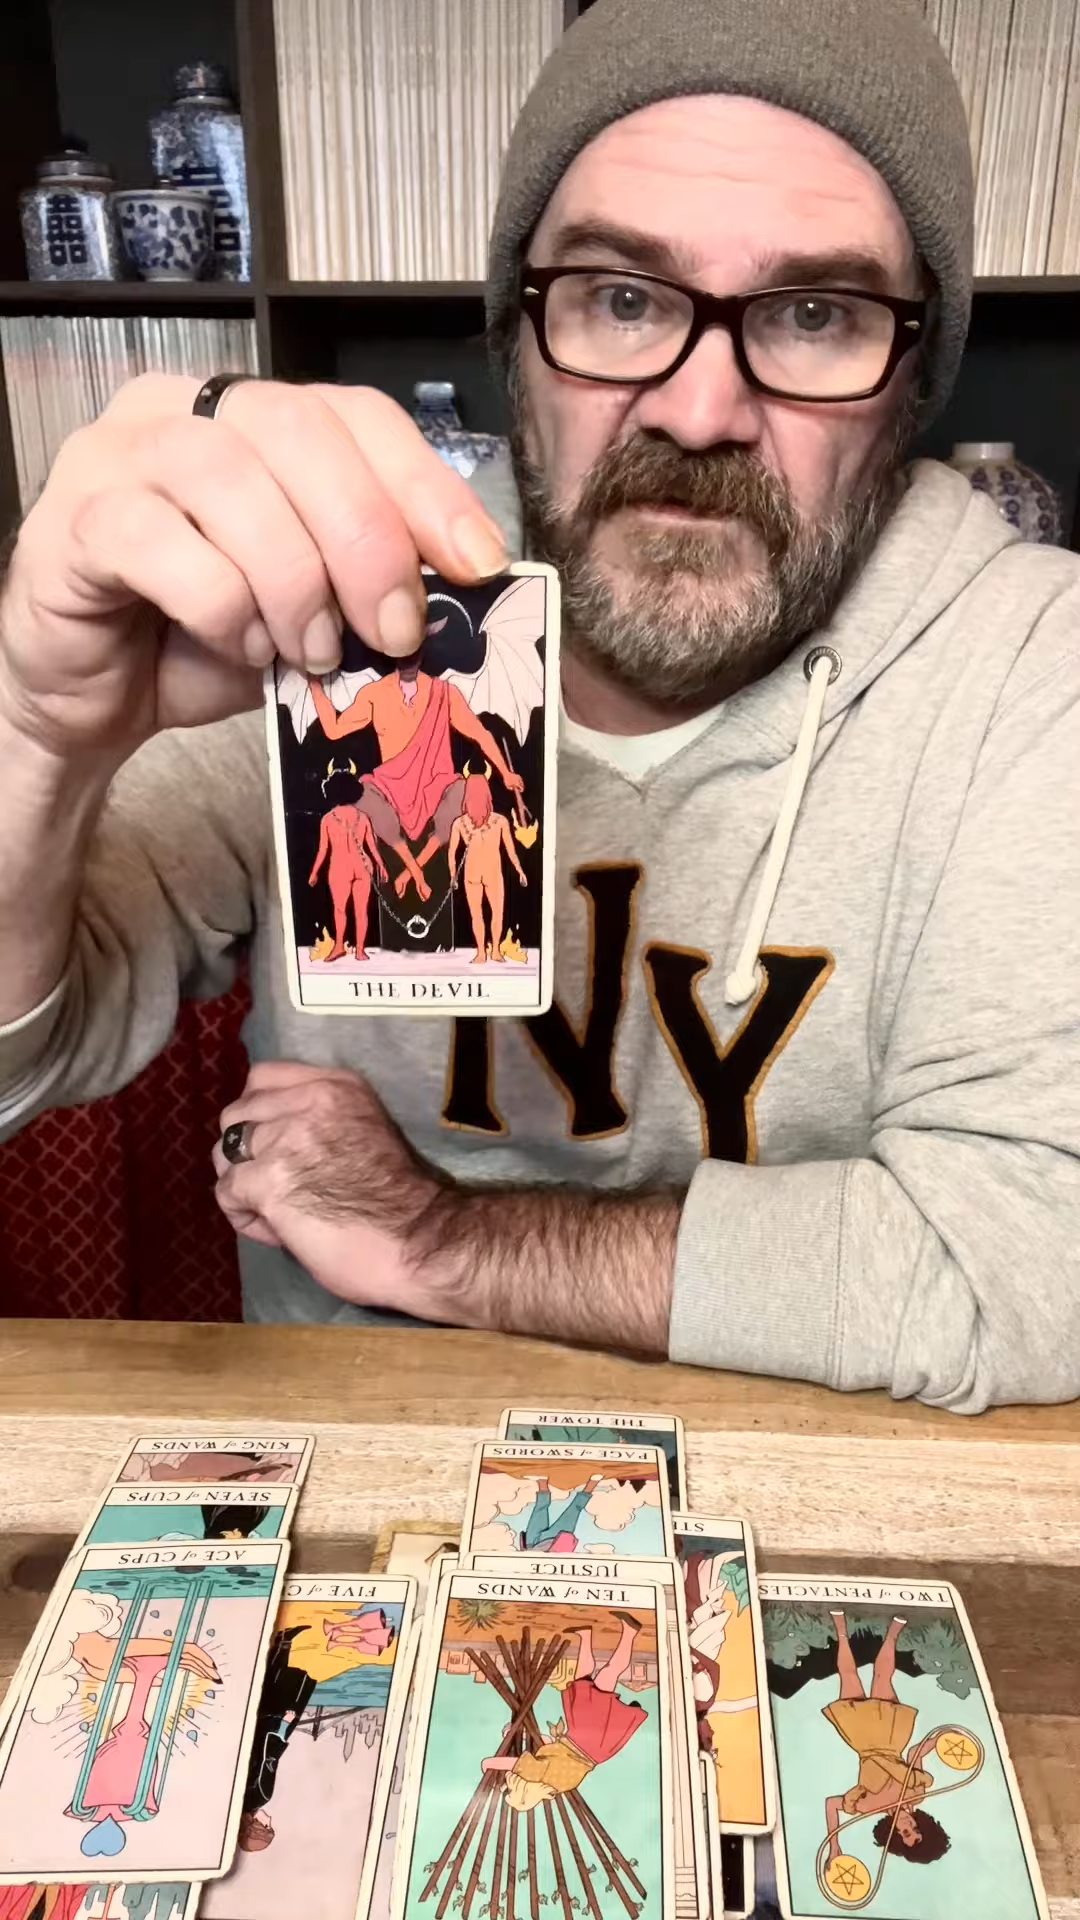 THE DEVIL
NY
THE TOWER
KING of WANDS
PAGE of SWORDS
SEVEN of CUPS
ACE of CUPS
JUSTICE
FIVE of C
TEN of WANDS
TWO of PENTACLES
囍